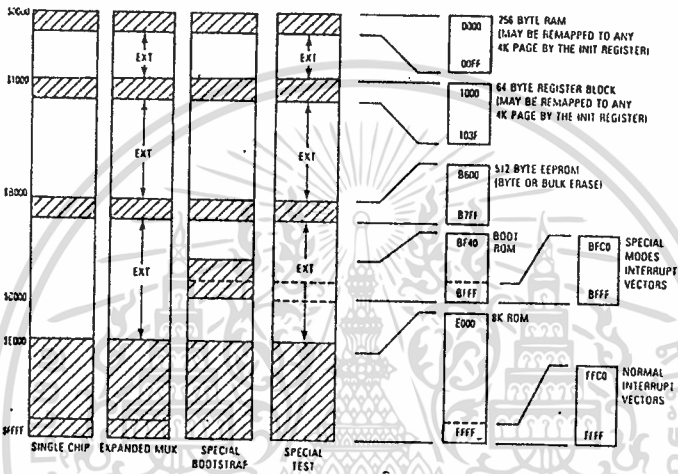 $0000
$1000
EXT
EXT
EXT
EXT
EXT
EXT
SINGLE CHIP
EXPANDED MUX
SPECIAL
BOOTSTRAP
SPECIAL
TEST
00FF
256 BYTE RAM
(MAY BE REMAPPED TO ANY
4K PAGE BY THE INIT REGISTER)
1000
103F
64 BYTE REGISTER BLOCK
(MAY BE REMAPPED TO ANY
4K PAGE BY THE INIT REGISTER)
B600
B7FF
512 BYTE EEPROM
(BYTE OR BULK ERASE)
BF40
BFFF
BOOT
ROM
BFC0
BFFF
SPECIAL
MODES
INTERRUPT
VECTORS
$E000
$FFFF
E000
FFFF
8K ROM
FFC0
FFFF
NORMAL
INTERRUPT
VECTORS